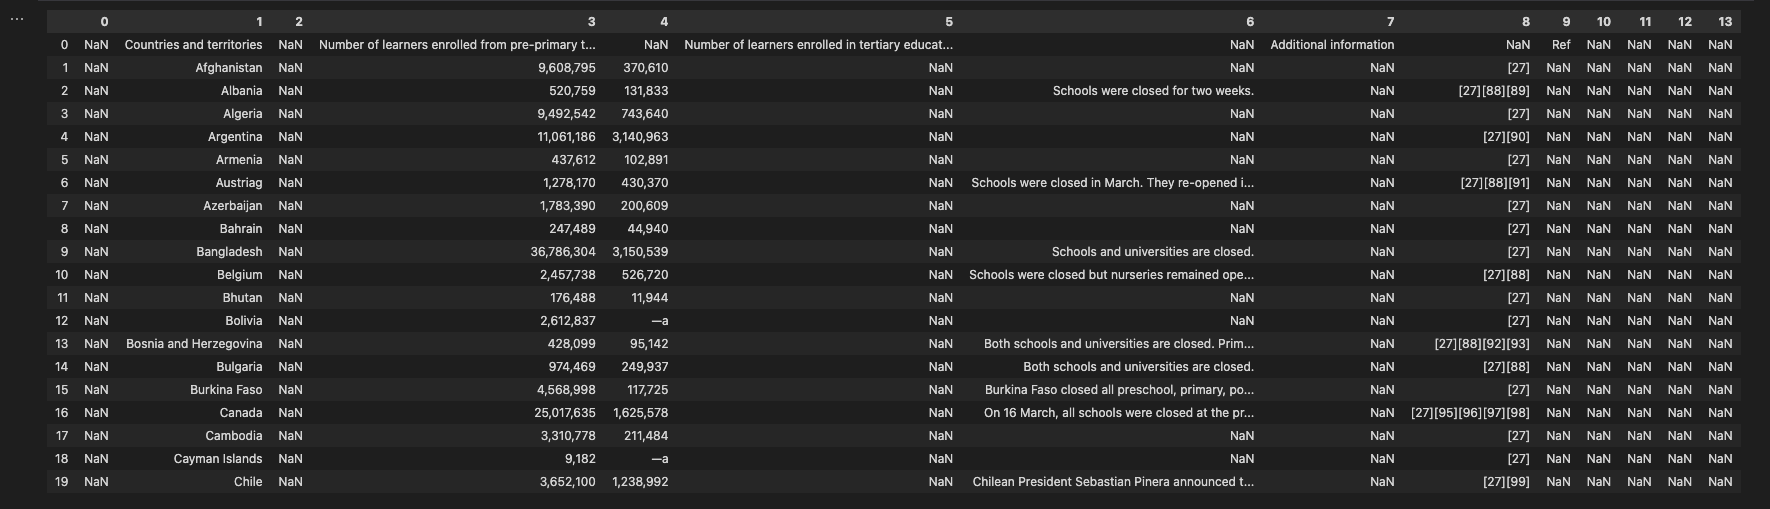 ...
0 1 2 3 4 5 6 7 8 9 10 11 12 13
0 NaN Countries and territories NaN Number of learners enrolled from pre-primary t... NaN Number of learners enrolled in tertiary educat... NaN Additional information NaN Ref NaN NaN NaN NaN
1 NaN Afghanistan NaN 9,608,795 370,610 NaN NaN NaN [27] NaN NaN NaN NaN NaN
2 NaN Albania NaN 520,759 131,833 NaN Schools were closed for two weeks. NaN [27][88][89] NaN NaN NaN NaN NaN
3 NaN Algeria NaN 9,492,542 743,640 NaN NaN NaN [27] NaN NaN NaN NaN NaN
4 NaN Argentina NaN 11,061,186 3,140,963 NaN NaN NaN [27][90] NaN NaN NaN NaN NaN
5 NaN Armenia NaN 437,612 102,891 NaN NaN NaN [27] NaN NaN NaN NaN NaN
6 NaN Austriag NaN 1,278,170 430,370 NaN Schools were closed in March. They re-opened i... NaN [27][88][91] NaN NaN NaN NaN NaN
7 NaN Azerbaijan NaN 1,783,390 200,609 NaN NaN NaN [27] NaN NaN NaN NaN NaN
8 NaN Bahrain NaN 247,489 44,940 NaN NaN NaN [27] NaN NaN NaN NaN NaN
9 NaN Bangladesh NaN 36,786,304 3,150,539 NaN Schools and universities are closed. NaN [27] NaN NaN NaN NaN NaN
10 NaN Belgium NaN 2,457,738 526,720 NaN Schools were closed but nurseries remained ope... NaN [27][88] NaN NaN NaN NaN NaN
11 NaN Bhutan NaN 176,488 11,944 NaN NaN NaN [27] NaN NaN NaN NaN NaN
12 NaN Bolivia NaN 2,612,837 —a NaN NaN NaN [27] NaN NaN NaN NaN NaN
13 NaN Bosnia and Herzegovina NaN 428,099 95,142 NaN Both schools and universities are closed. Prim... NaN [27][88][92][93] NaN NaN NaN NaN NaN
14 NaN Bulgaria NaN 974,469 249,937 NaN Both schools and universities are closed. NaN [27][88] NaN NaN NaN NaN NaN
15 NaN Burkina Faso NaN 4,568,998 117,725 NaN Burkina Faso closed all preschool, primary, po... NaN [27] NaN NaN NaN NaN NaN
16 NaN Canada NaN 25,017,635 1,625,578 NaN On 16 March, all schools were closed at the pr... NaN [27][95][96][97][98] NaN NaN NaN NaN NaN
17 NaN Cambodia NaN 3,310,778 211,484 NaN NaN NaN [27] NaN NaN NaN NaN NaN
18 NaN Cayman Islands NaN 9,182 —a NaN NaN NaN [27] NaN NaN NaN NaN NaN
19 NaN Chile NaN 3,652,100 1,238,992 NaN Chilean President Sebastian Pinera announced t... NaN [27][99] NaN NaN NaN NaN NaN